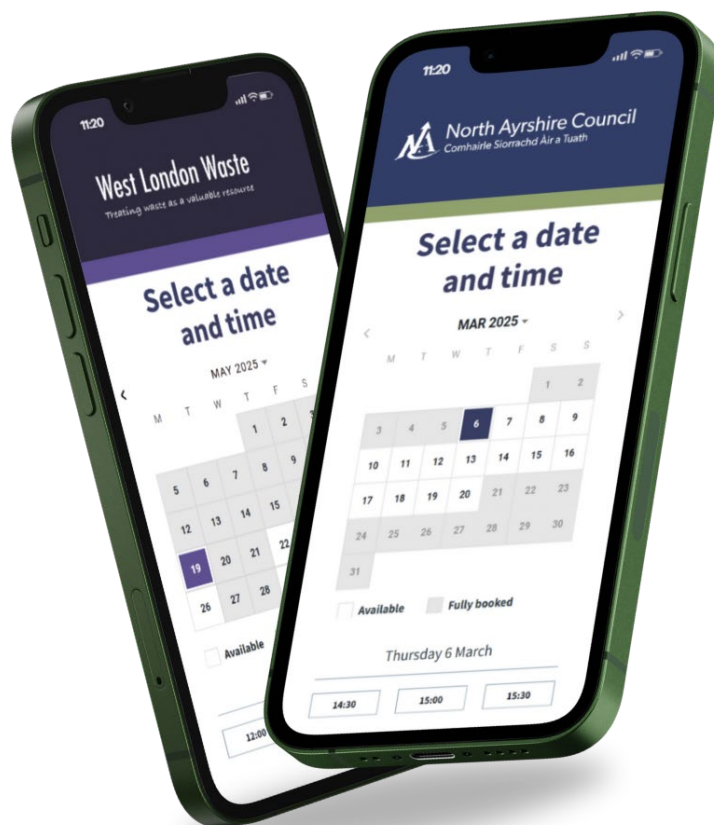 11:20
West London Waste
Treating waste as a valuable resource
Select a date
and time
MAY 2025
M T W T F S
1 2
5 6 7 8 9
12 13 14 15
19 20 21 22
26 27 28
Available
12:00
11:20
North Ayrshire Council
Comhairle Siorrachd Àir a Tuath
Select a date
and time
MAR 2025
M T W T F S S
1 2
3 4 5 6 7 8 9
10 11 12 13 14 15 16
17 18 19 20 21 22 23
24 25 26 27 28 29 30
31
Available Fully booked
Thursday 6 March
14:30 15:00 15:30